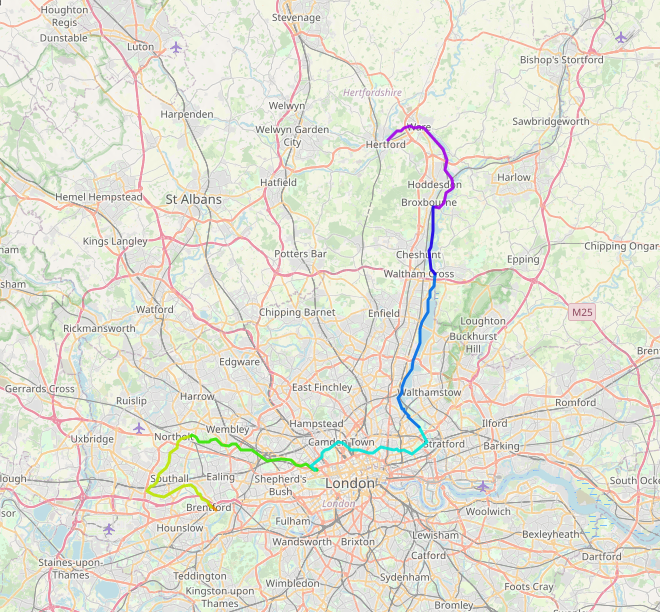 Houghton
Regis
Stevenage
Dunstable
Luton
Bishop's Stortford
Hertfordshire
Welwyn
Harpenden
Ware
Sawbridgeworth
Welwyn Garden
City
Hertford
Hatfield
Hoddesdon
Harlow
Hemel Hempstead
St Albans
Broxbourne
Kings Langley
Chipping Ongar
Potters Bar
Cheshunt
Epping
Waltham Cross
Watford
Chipping Barnet
Enfield
M25
Rickmansworth
Loughton
Buckhurst
Hill
Edgware
Gerrards Cross
East Finchley
Walthamstow
Ruislip
Harrow
Romford
Hampstead
Ilford
Uxbridge
Wembley
Camden Town
Stratford
Barking
Southall
Ealing
Shepherd's
Bush
London
South Ocke
London
Brentford
Woolwich
Hounslow
Fulham
Bexleyheath
Wandsworth
Brixton
Lewisham
Catford
Dartford
Staines-upon-
Thames
Teddington
Wimbledon
Sydenham
Kingston upon
Thames
Foots Cray
Bromley